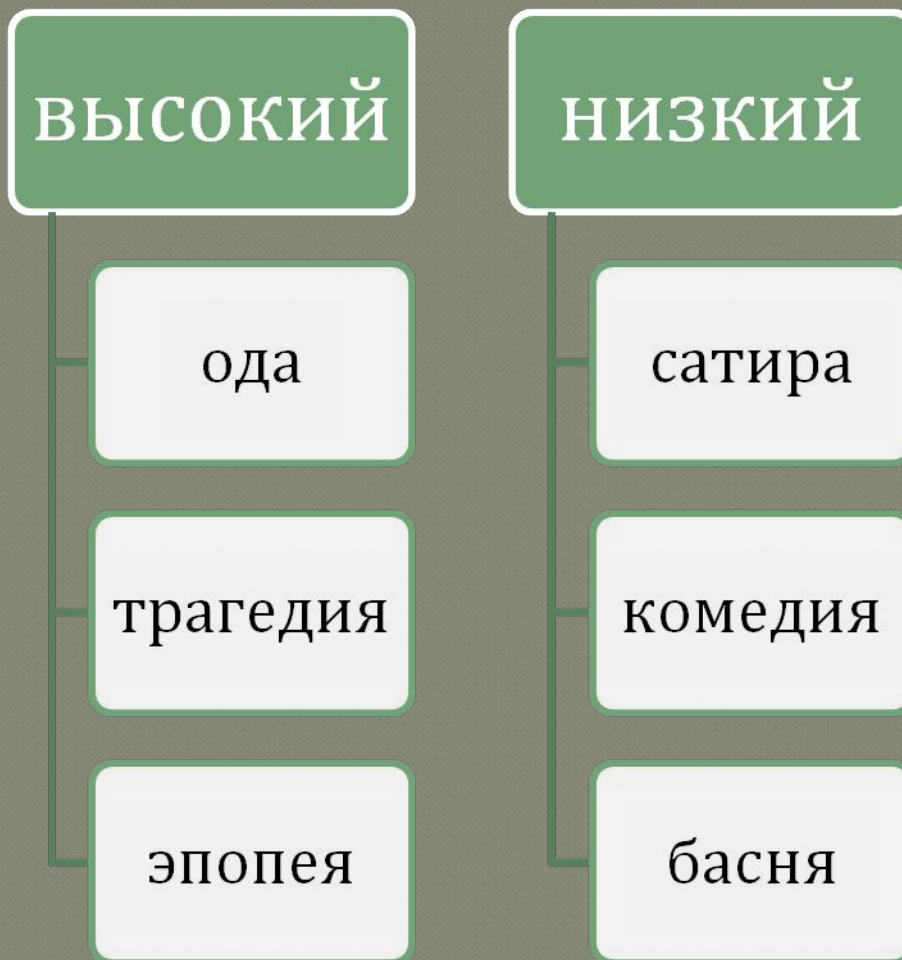 высокий
ода
трагедия
эпопея
низкий
сатира
комедия
басня